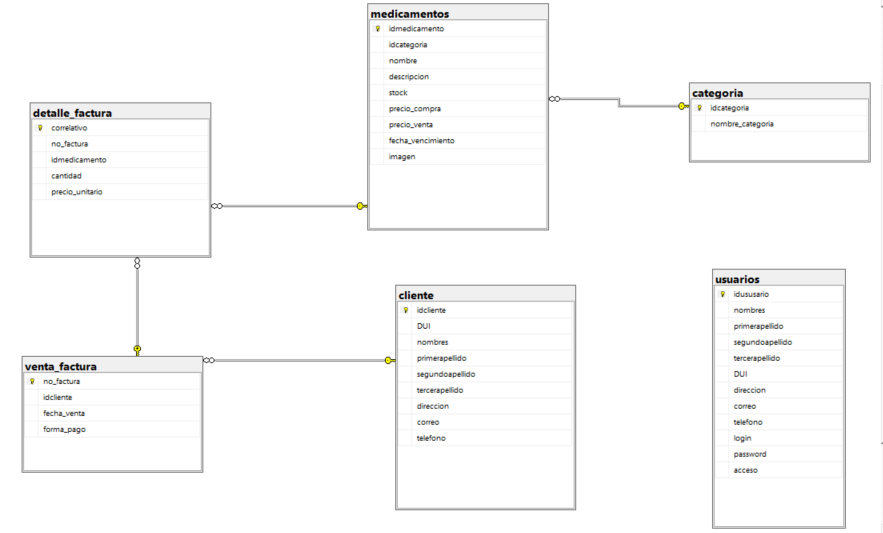 medicamentos
idmedicamento
idcategoria
nombre
descripcion
stock
precio_compra
precio_venta
fecha_vencimiento
imagen
categoria
idcategoria
nombre_categoria
detalle_factura
correlativo
no_factura
idmedicamento
cantidad
precio_unitario
usuarios
idususario
nombres
primerapellido
segundoapellido
tercerapellido
DUI
direccion
correo
telefono
login
password
acceso
cliente
idcliente
DUI
nombres
primerapellido
segundoapellido
tercerapellido
direccion
correo
telefono
venta_factura
no_factura
idcliente
fecha_venta
forma_pago